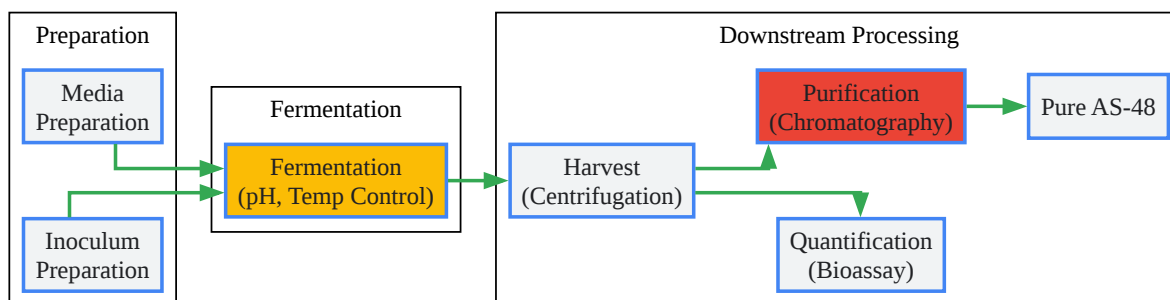 Preparation
Media
Preparation
Inoculum
Preparation
Fermentation
Fermentation
(pH, Temp Control)
Downstream Processing
Harvest
(Centrifugation)
Purification
(Chromatography)
Pure AS-48
Quantification
(Bioassay)